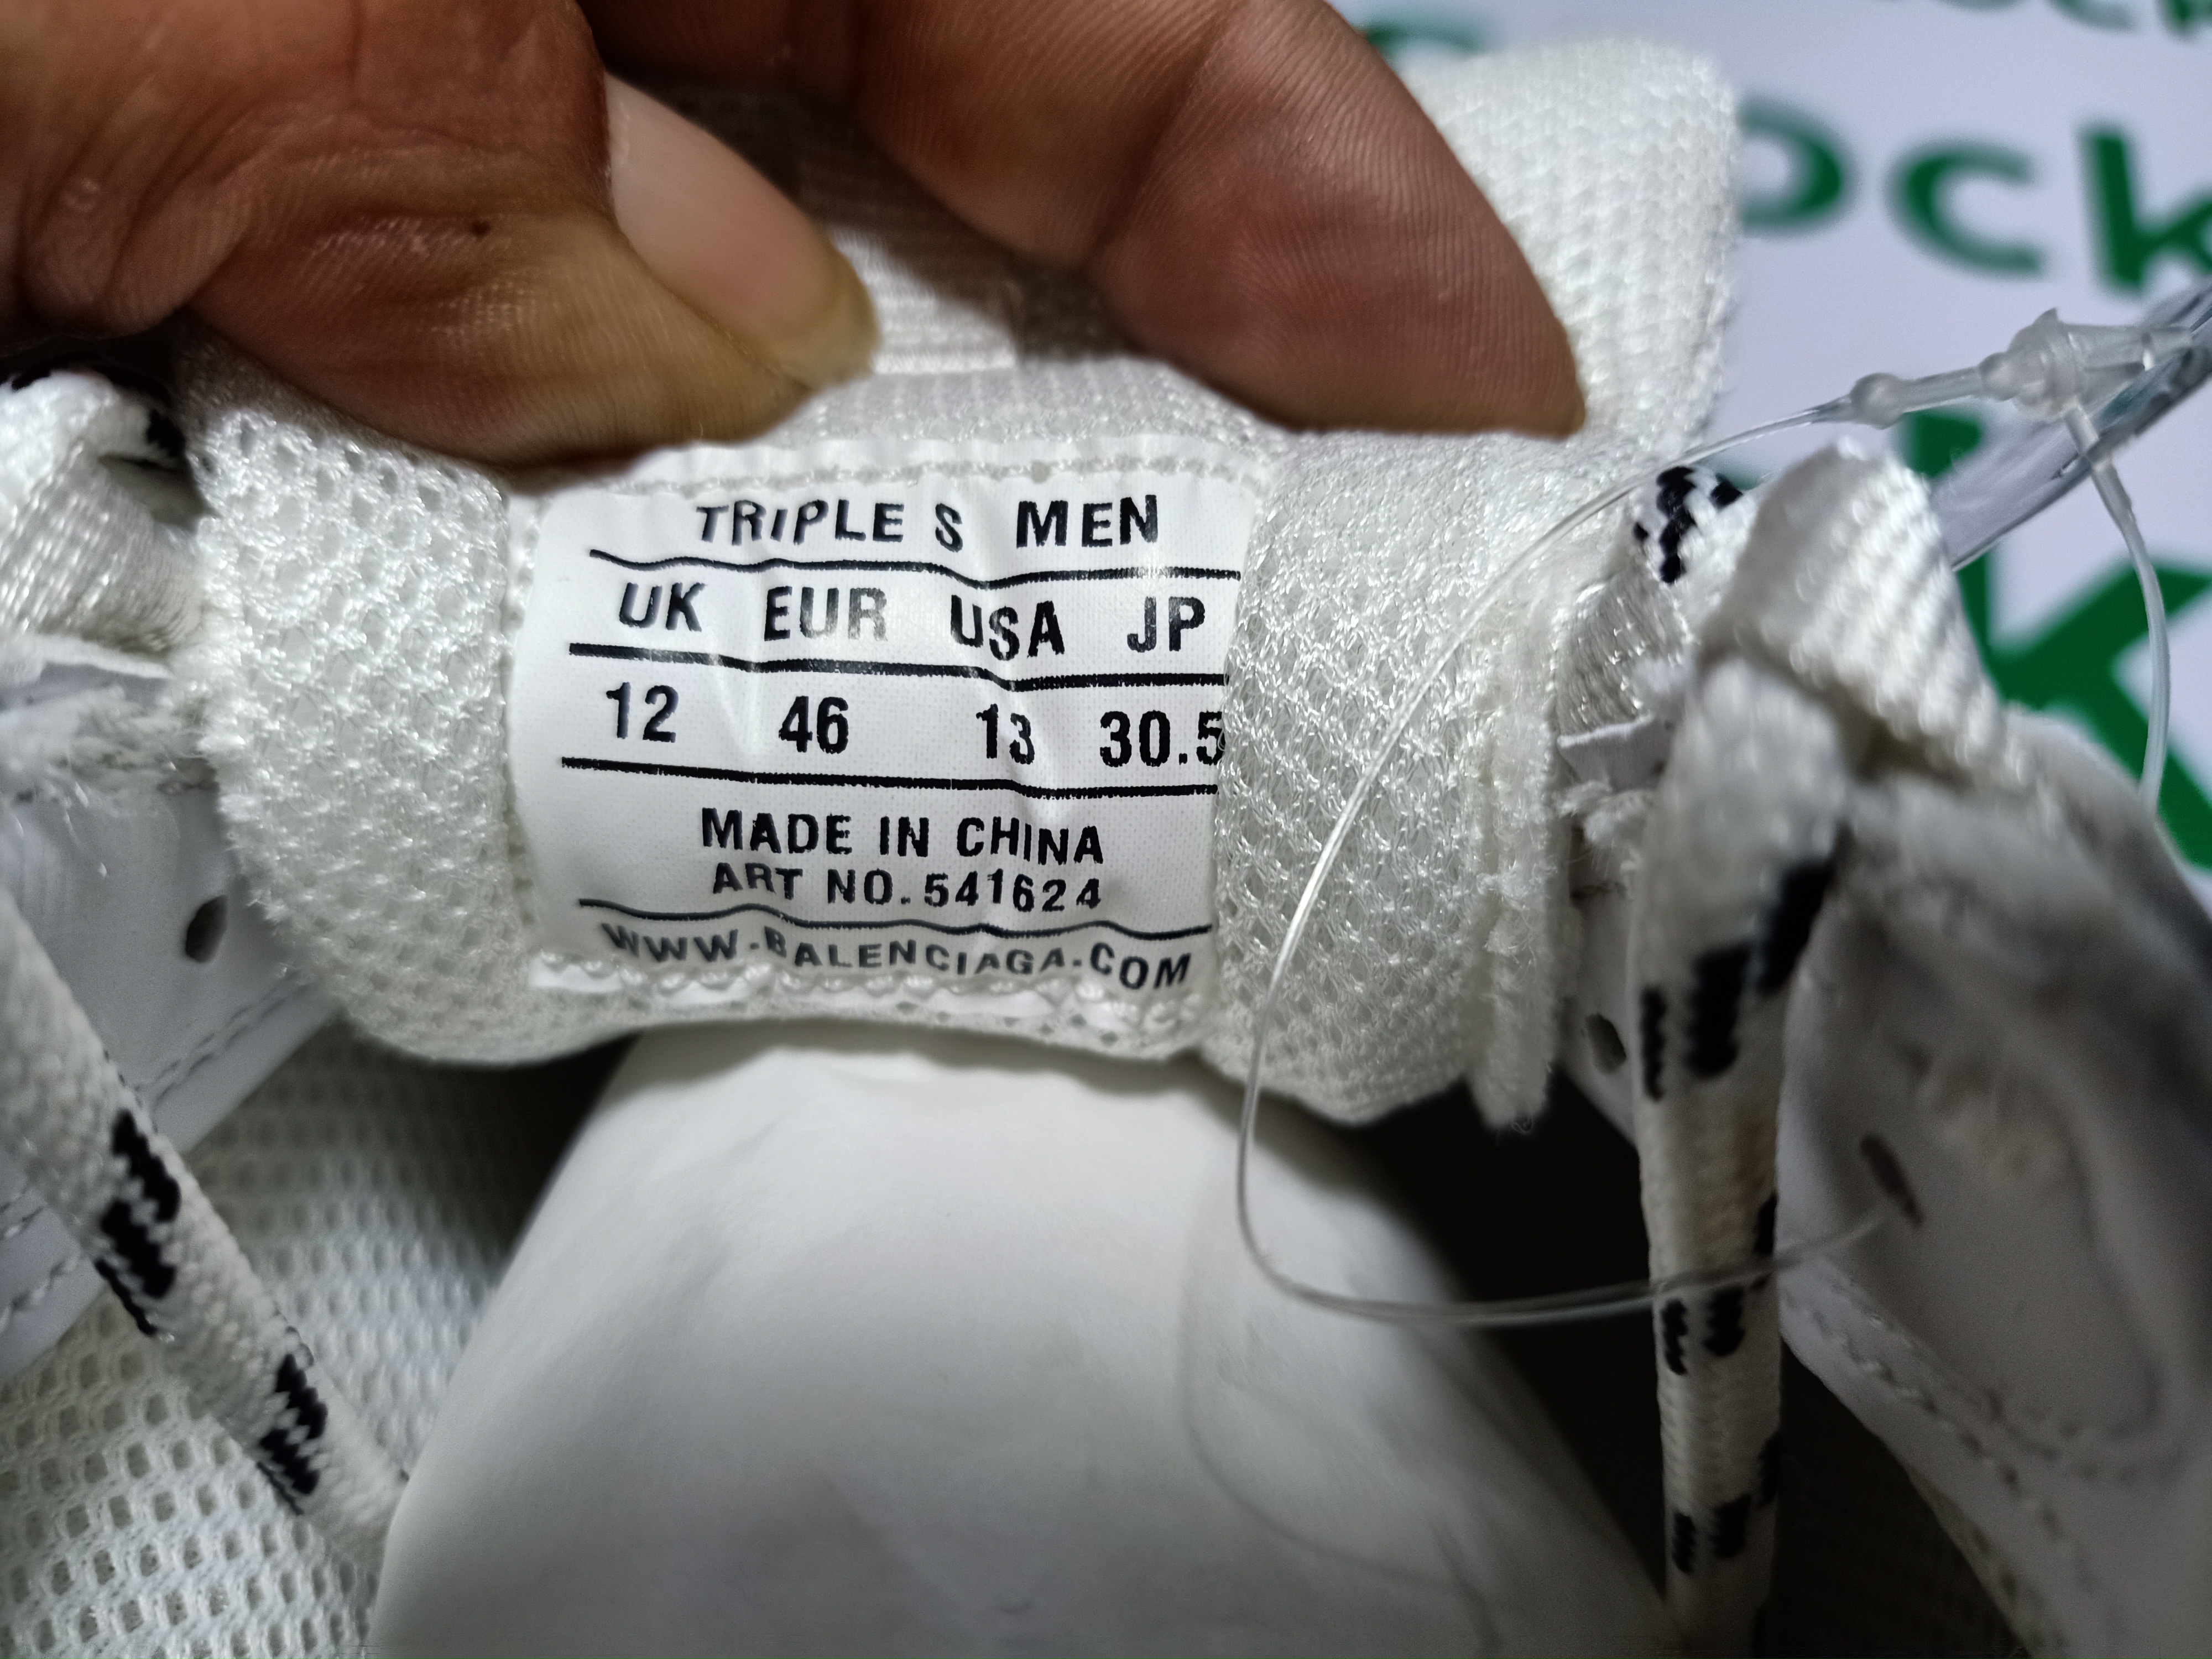 ock
TRIPLE S MEN
UK EUR USA JP
12 46 13 30.5
MADE IN CHINA
ART NO.541624
WWW.BALENCIAGA.COM